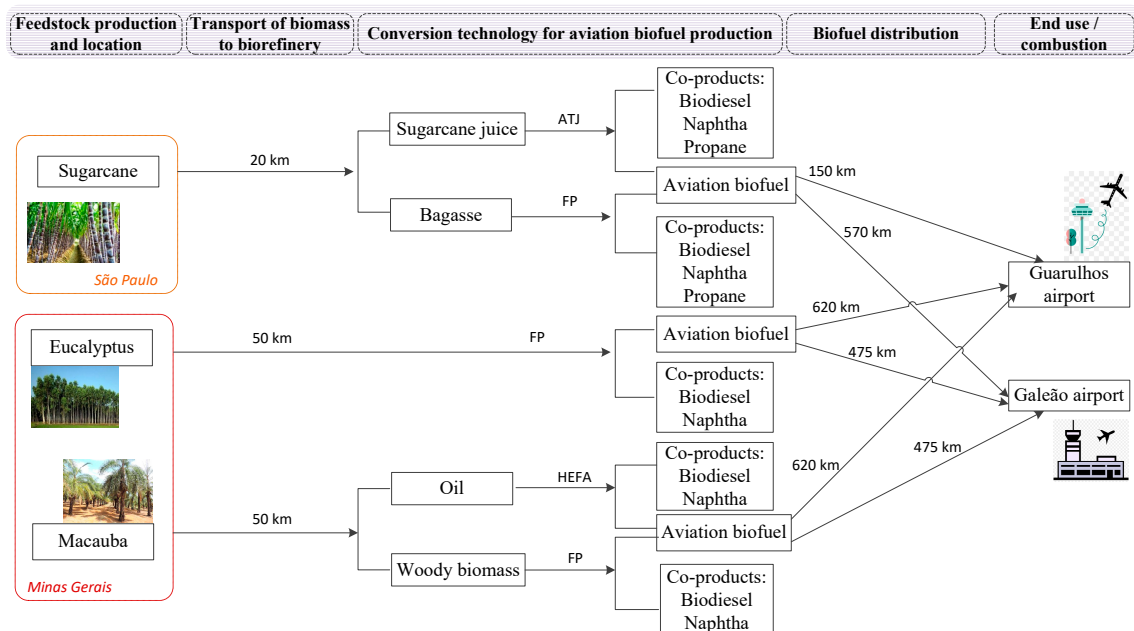 Feedstock production
and location
Transport of biomass
to biorefinery
Conversion technology for aviation biofuel production
Biofuel distribution
End use /
combustion
Sugarcane
São Paulo
20 km
Sugarcane juice
ATJ
Bagasse
FP
Co-products:
Biodiesel
Naphtha
Propane
Aviation biofuel
Co-products:
Biodiesel
Naphtha
Propane
150 km
570 km
Guarulhos
airport
Eucalyptus
50 km
FP
Aviation biofuel
Co-products:
Biodiesel
Naphtha
620 km
475 km
Galeão airport
Macauba
Minas Gerais
50 km
Oil
HEFA
Woody biomass
FP
Co-products:
Biodiesel
Naphtha
Aviation biofuel
Co-products:
Biodiesel
Naphtha
620 km
475 km